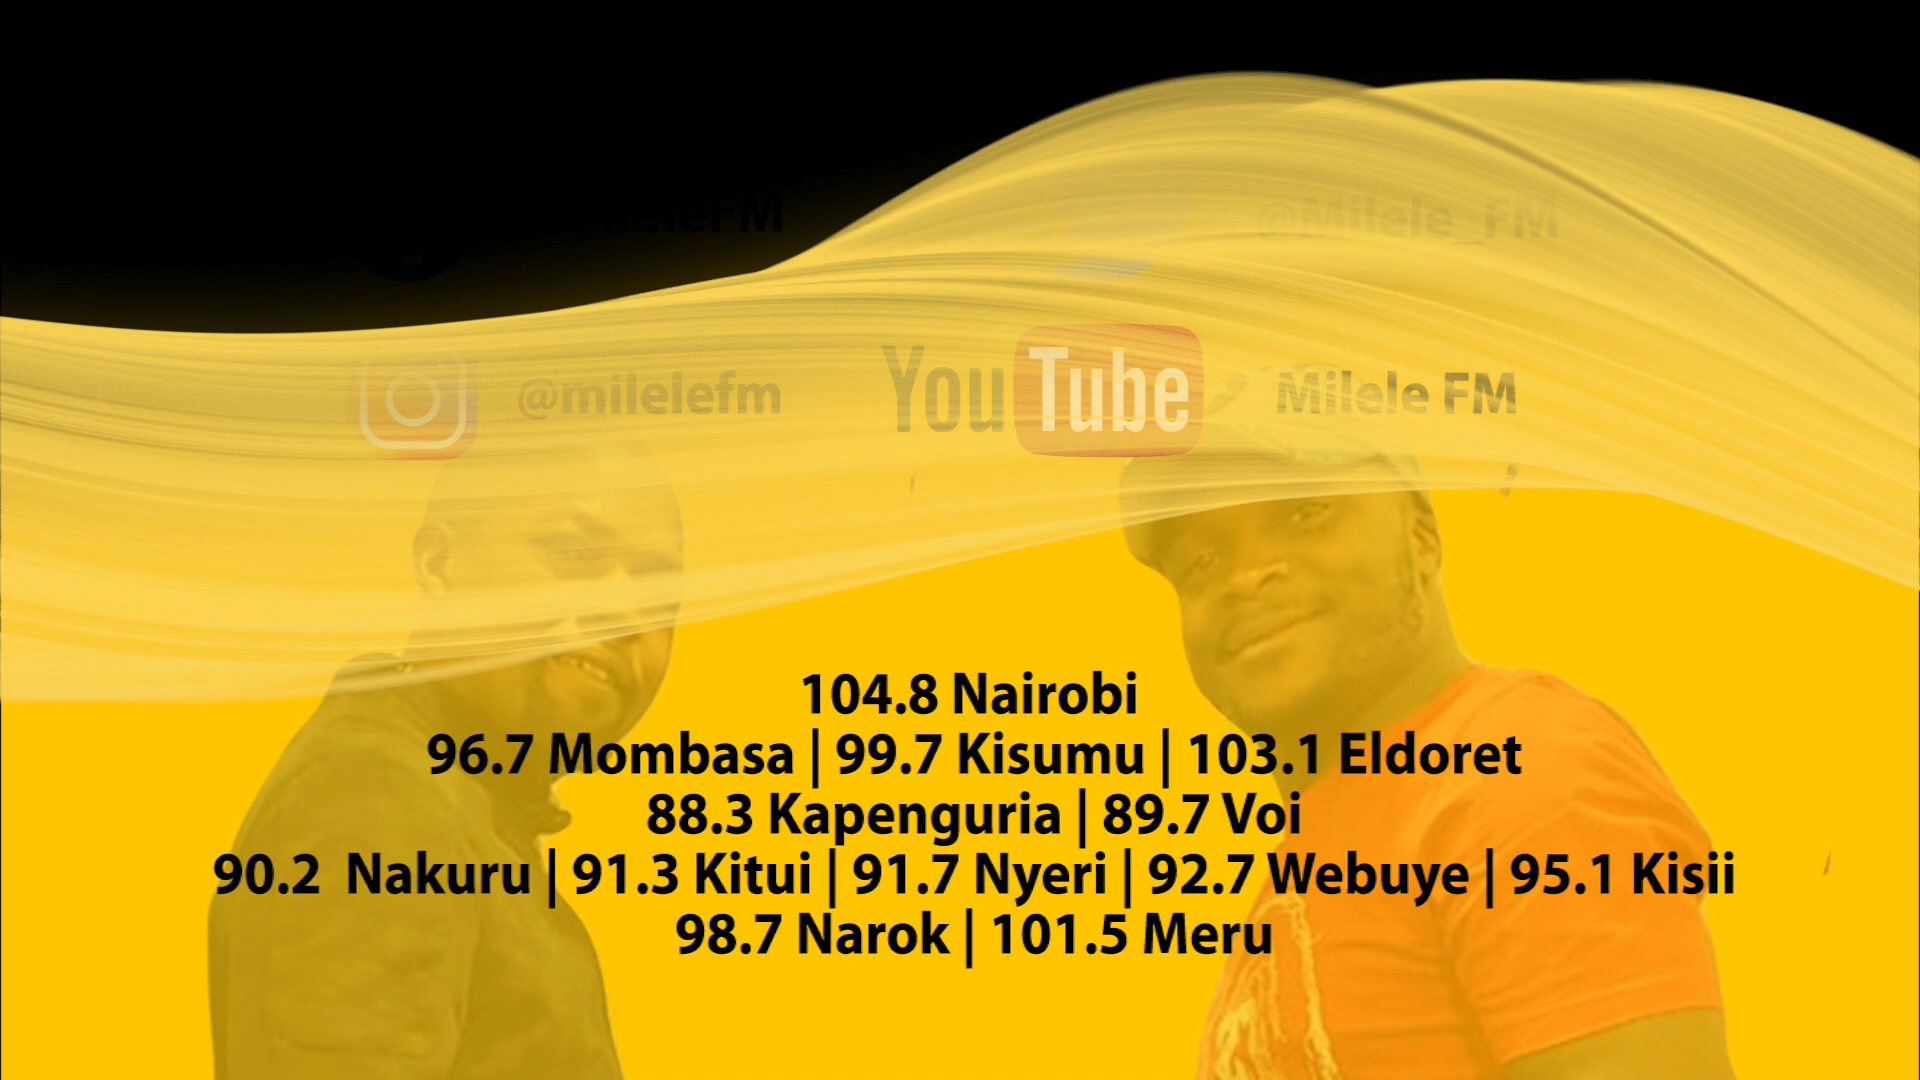 MileleFM
@Milele_FM
@milelefm
YouTube
Milele FM
104.8 Nairobi
96.7 Mombasa | 99.7 Kisumu | 103.1 Eldoret
88.3 Kapenguria | 89.7 Voi
90.2 Nakuru | 91.3 Kitui | 91.7 Nyeri | 92.7 Webuye | 95.1 Kisii
98.7 Narok | 101.5 Meru